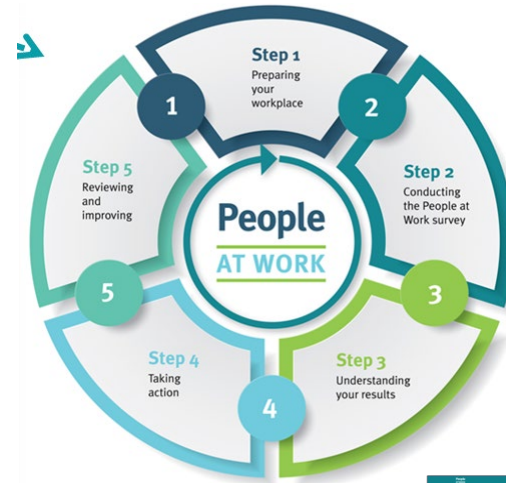 Step 1
Preparing
your
workplace
1
2
Step 2
Conducting
the People at
Work survey
3
Step 3
Understanding
your results
4
Step 4
Taking
action
5
Step 5
Reviewing
and
improving
People
AT WORK